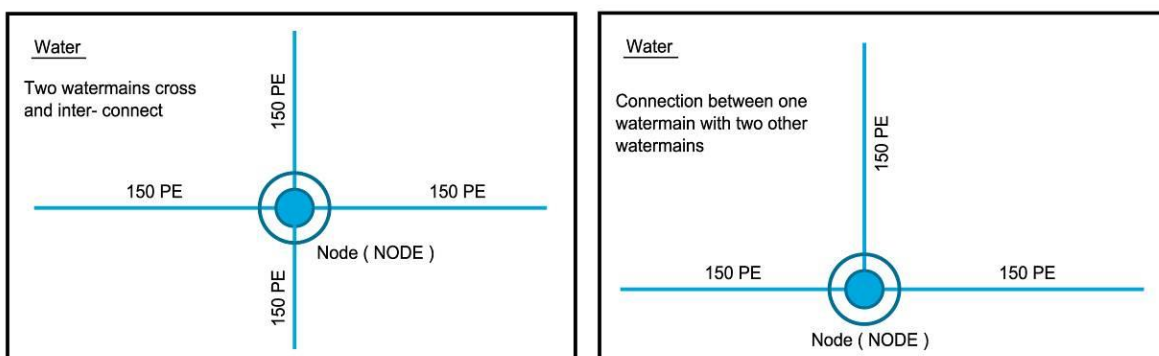 Water
Two watermains cross
and inter- connect
150 PE
150 PE
150 PE
Node ( NODE )
150 PE
Water
Connection between one
watermain with two other
watermains
150 PE
150 PE
150 PE
Node ( NODE )